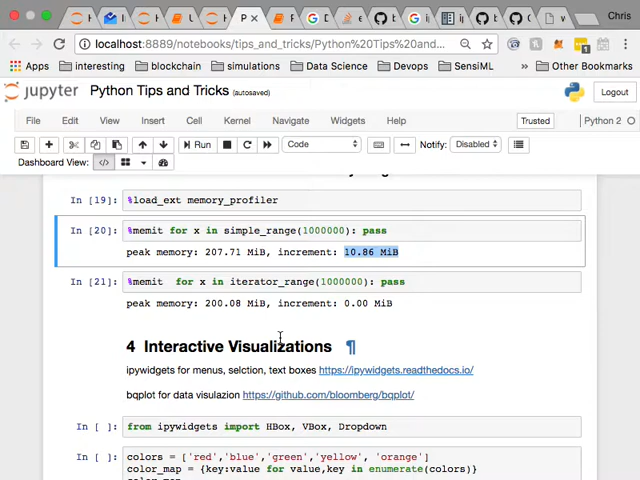 Python I
U
P
G D
G i
ipy
v
Chris
localhost:8889/notebooks/tips_and_tricks/Python%20Tips%20and...
Apps
interesting
blockchain
simulations
Data Science
Devops
SensiML
»
Other Bookmarks
jupyter Python Tips and Tricks (autosaved)
Logout
File Edit View Insert Cell Kernel Navigate Widgets Help
Trusted
Python 2
Run
Code
Notify: Disabled
Dashboard View:
In [19]: %load_ext memory_profiler
In [20]: %memit for x in simple_range(1000000): pass
peak memory: 207.71 MiB, increment: 10.86 MiB
In [21]: %memit  for x in iterator_range(1000000): pass
peak memory: 200.08 MiB, increment: 0.00 MiB
4 Interactive Visualizations ¶
ipywidgets for menus, selction, text boxes https://ipywidgets.readthedocs.io/
bqplot for data visulazion https://github.com/bloomberg/bqplot/
In [ ]: from ipywidgets import HBox, VBox, Dropdown
In [ ]: colors = ['red','blue','green','yellow', 'orange']
color_map = {key:value for value,key in enumerate(colors)}